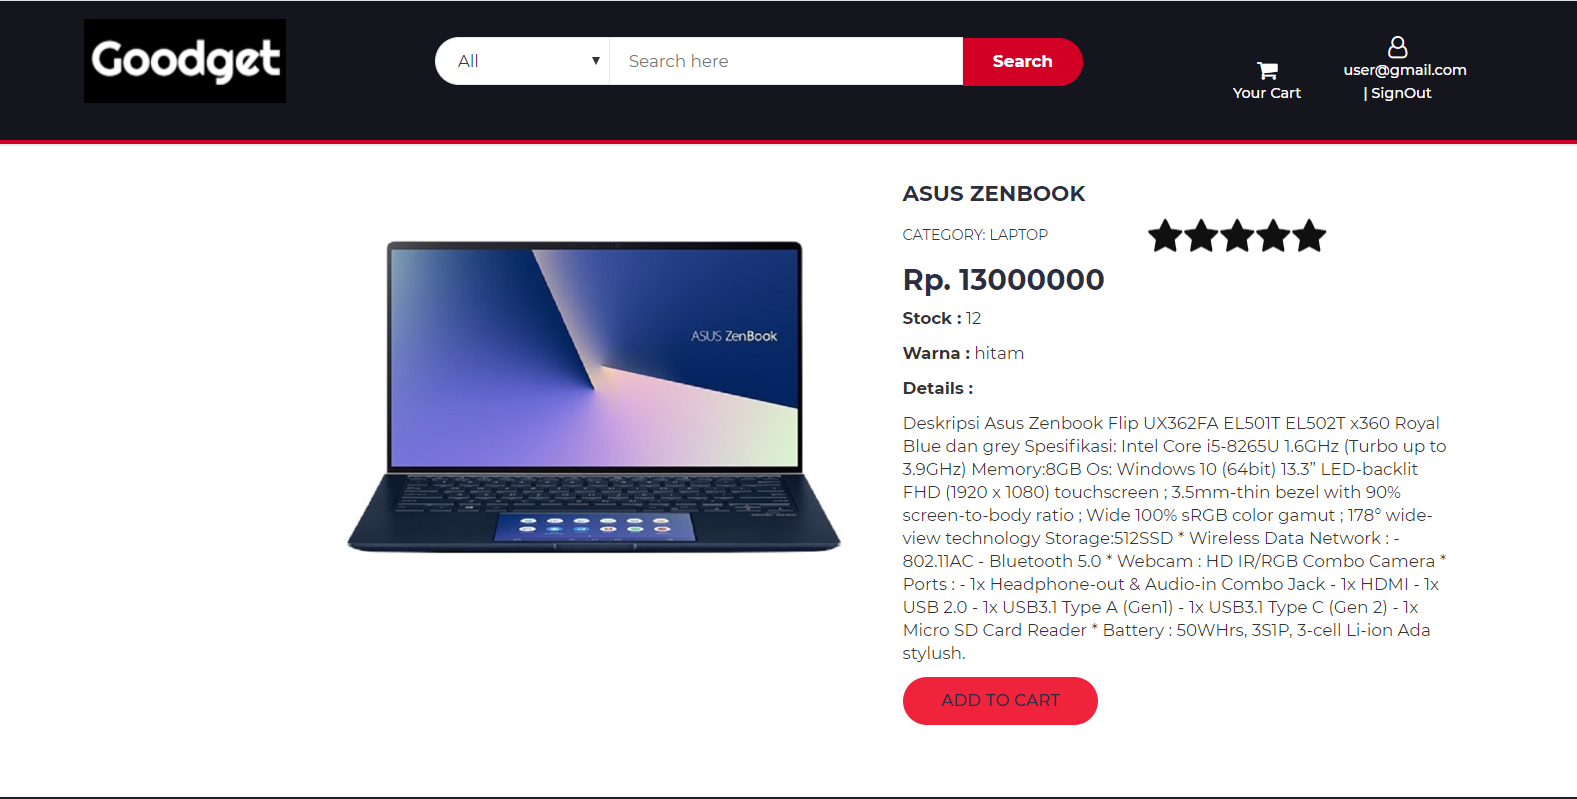 Goodget
All
Search here
Search
Your Cart
user@gmail.com
| SignOut
ASUS ZENBOOK
CATEGORY: LAPTOP
Rp. 13000000
Stock : 12
Warna : hitam
Details :
Deskripsi Asus Zenbook Flip UX362FA EL501T EL502T x360 Royal
Blue dan grey Spesifikasi: Intel Core i5-8265U 1.6GHz (Turbo up to
3.9GHz) Memory:8GB Os: Windows 10 (64bit) 13.3” LED-backlit
FHD (1920 x 1080) touchscreen ; 3.5mm-thin bezel with 90%
screen-to-body ratio ; Wide 100% sRGB color gamut ; 178° wide-
view technology Storage:512SSD * Wireless Data Network : -
802.11AC - Bluetooth 5.0 * Webcam : HD IR/RGB Combo Camera *
Ports : - 1x Headphone-out & Audio-in Combo Jack - 1x HDMI - 1x
USB 2.0 - 1x USB3.1 Type A (Gen1) - 1x USB3.1 Type C (Gen 2) - 1x
Micro SD Card Reader * Battery : 50WHrs, 3S1P, 3-cell Li-ion Ada
stylush.
ADD TO CART
ASUS ZenBook